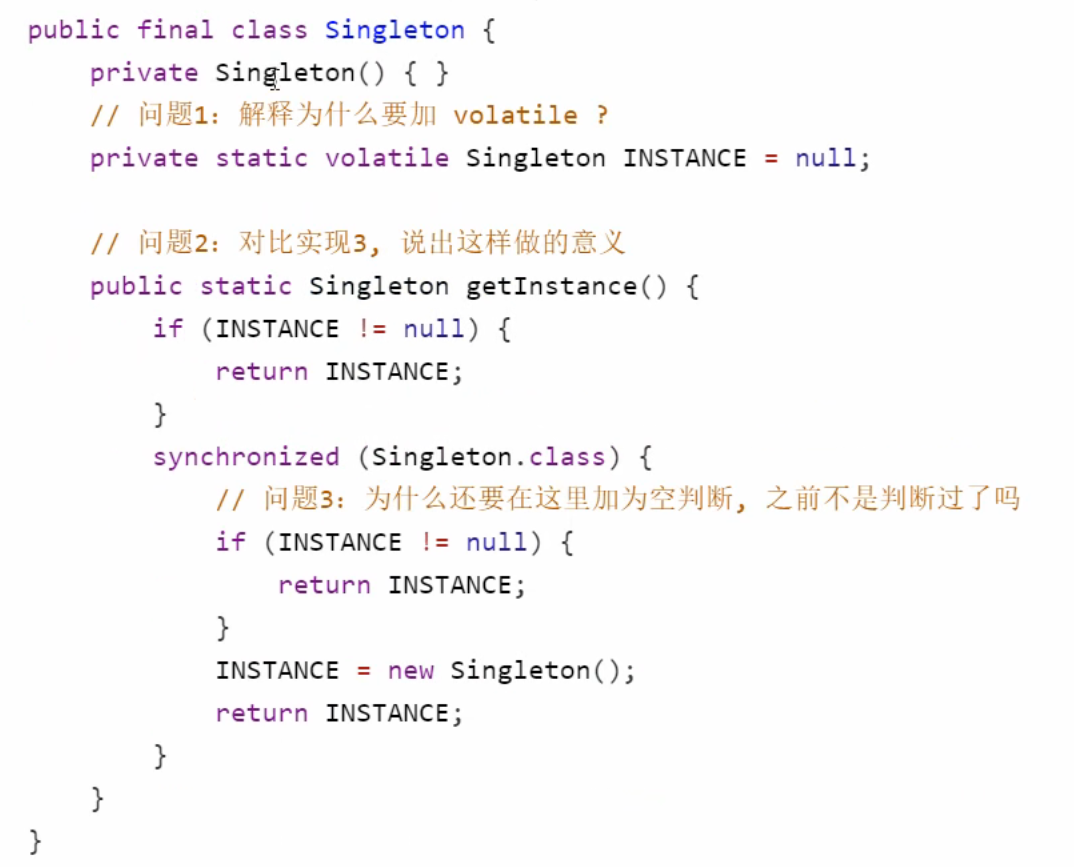 public final class Singleton {
private Singleton() { }
// 问题1：解释为什么要加 volatile ?
private static volatile Singleton INSTANCE = null;
// 问题2：对比实现3, 说出这样做的意义
public static Singleton getInstance() {
if (INSTANCE != null) {
return INSTANCE;
}
synchronized (Singleton.class) {
// 问题3：为什么还要在这里加为空判断, 之前不是判断过了吗
if (INSTANCE != null) {
return INSTANCE;
}
INSTANCE = new Singleton();
return INSTANCE;
}
}
}